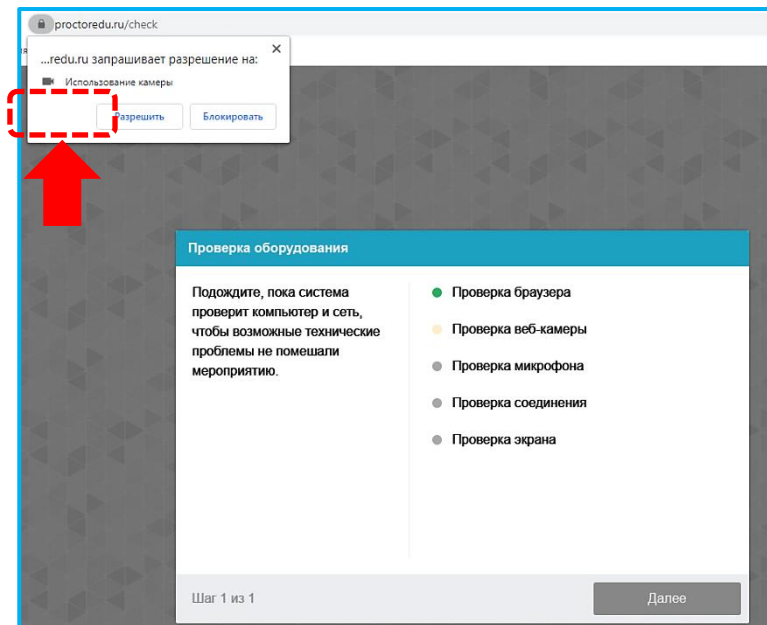 proctoredu.ru/check
...redu.ru запрашивает разрешение на:
Использование камеры
Разрешить Блокировать
Проверка оборудования
Подождите, пока система
проверит компьютер и сеть,
чтобы возможные технические
проблемы не помешали
мероприятию.
Проверка браузера
Проверка веб-камеры
Проверка микрофона
Проверка соединения
Проверка экрана
Шаг 1 из 1
Далее